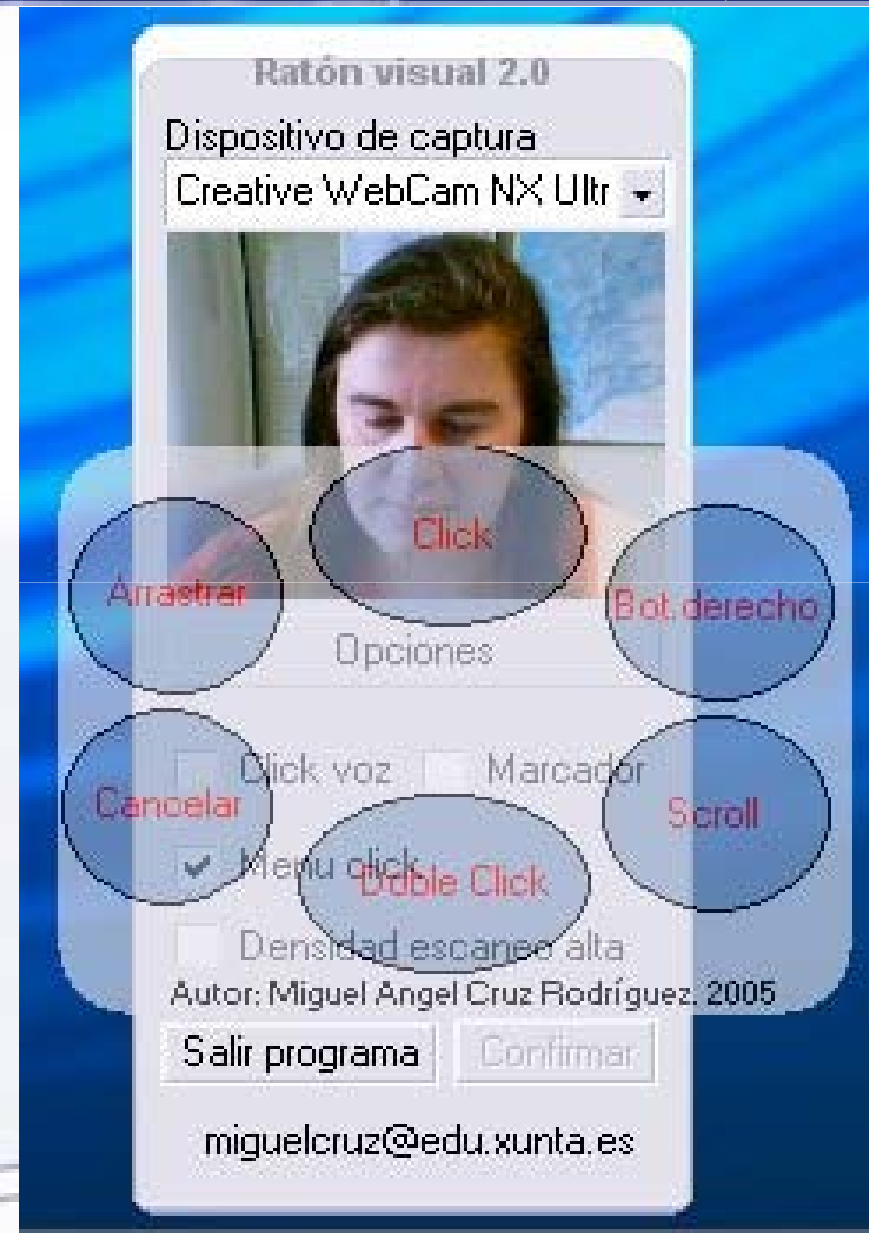 Ratón visual 2.0
Dispositivo de captura
Creative WebCam NX Ultr
Click
Arrastrar
Bot.derecho
Opciones
Click voz Marcador
Cancelar
Scroll
Menu click
Doble Click
Densidad escaneo alta
Autor: Miguel Angel Cruz Rodríguez. 2005
Salir programa Confirmar
miguelcruz@edu.xunta.es